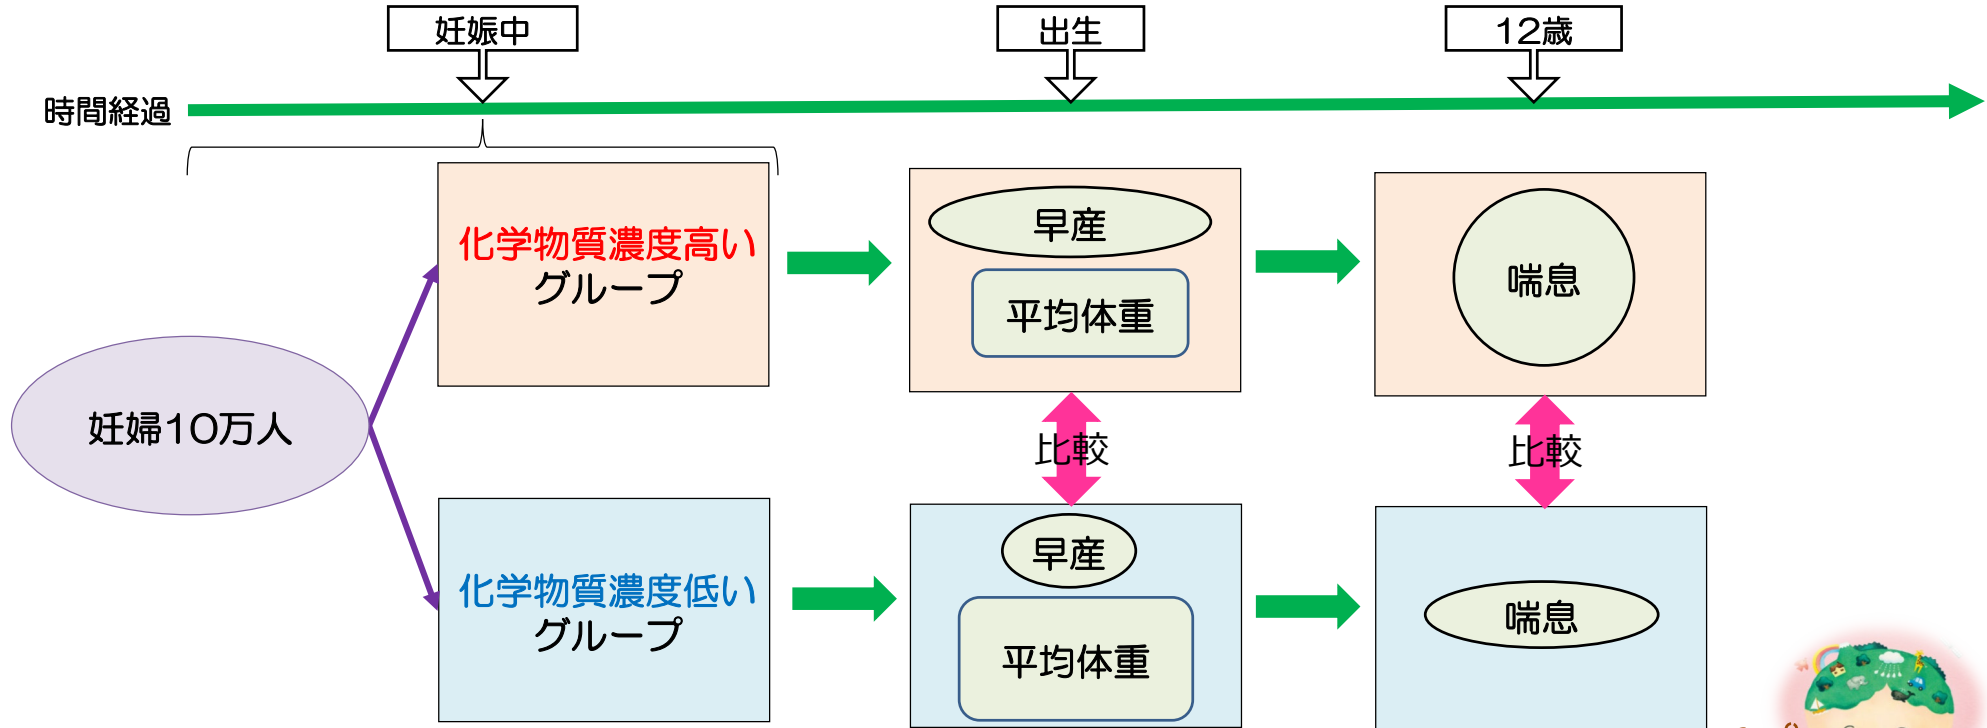 妊娠中
出生
12歳
時間経過
化学物質濃度高い
グループ
早産
平均体重
喘息
妊婦10万人
比較
比較
化学物質濃度低い
グループ
早産
平均体重
喘息